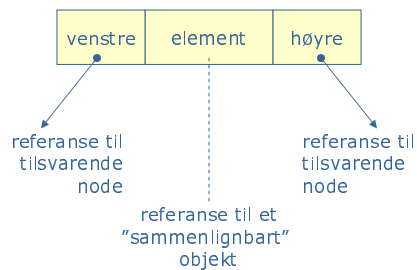 venstre element høyre
referanse til
tilsvarende
node
referanse til
tilsvarende
node
referanse til et
”sammenlignbart”
objekt